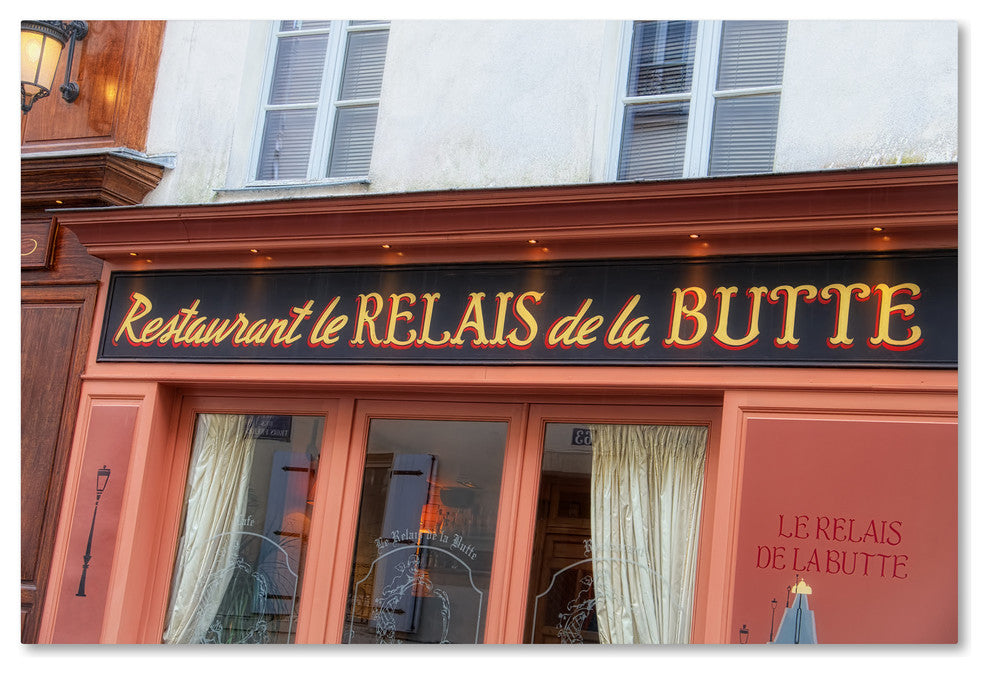 Restaurant le RELAIS de la BUTTE
Le Relais de la Butte
LE RELAIS
DE LA BUTTE